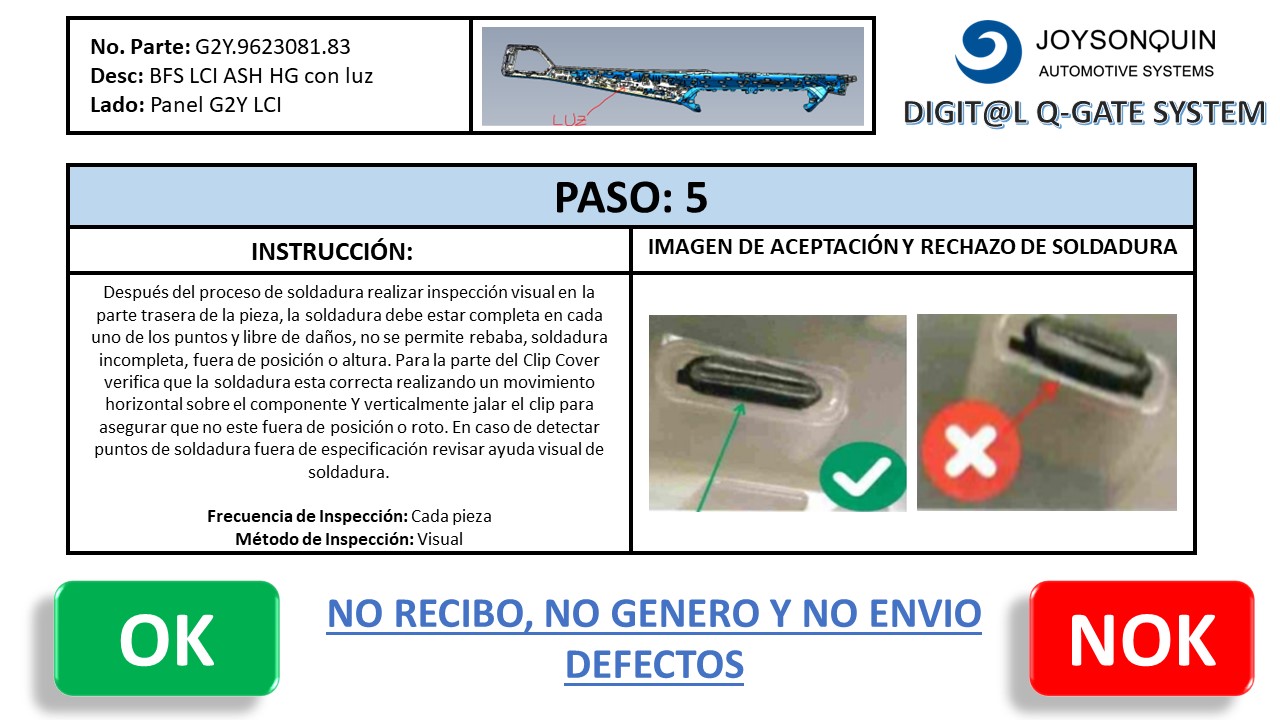 No. Parte: G2Y.9623081.83
Desc: BFS LCI ASH HG con luz
Lado: Panel G2Y LCI
LUZ
JOYSONQUIN
AUTOMOTIVE SYSTEMS
DIGIT@L Q-GATE SYSTEM
PASO: 5
INSTRUCCIÓN:
IMAGEN DE ACEPTACIÓN Y RECHAZO DE SOLDADURA
Después del proceso de soldadura realizar inspección visual en la
parte trasera de la pieza, la soldadura debe estar completa en cada
uno de los puntos y libre de daños, no se permite rebaba, soldadura
incompleta, fuera de posición o altura. Para la parte del Clip Cover
verifica que la soldadura esta correcta realizando un movimiento
horizontal sobre el componente Y verticalmente jalar el clip para
asegurar que no este fuera de posición o roto. En caso de detectar
puntos de soldadura fuera de especificación revisar ayuda visual de
soldadura.
Frecuencia de Inspección: Cada pieza
Método de Inspección: Visual
OK
NO RECIBO, NO GENERO Y NO ENVIO
DEFECTOS
NOK